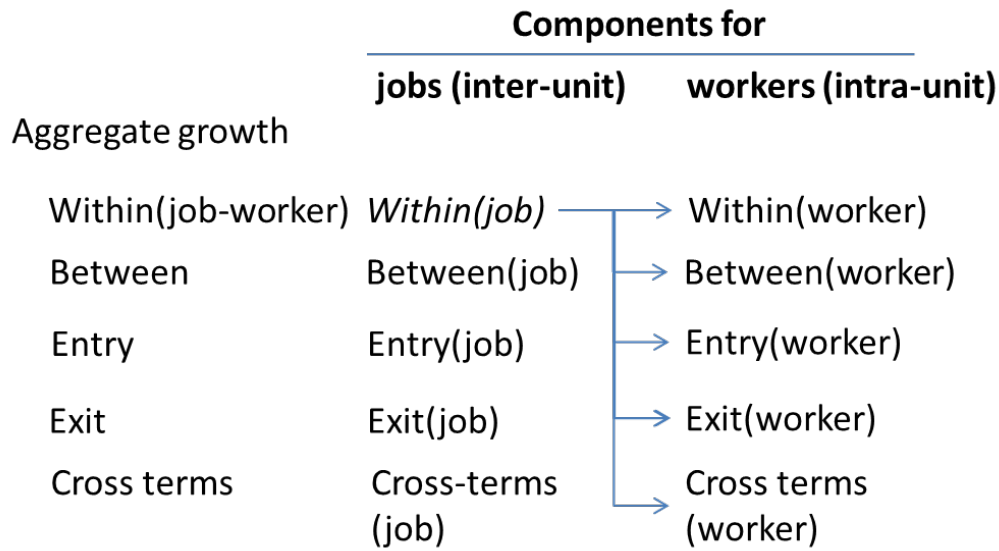 Components for
jobs (inter-unit) workers (intra-unit)
Aggregate growth
Within(job-worker) Within(job) Within(worker)
Between Between(job) Between(worker)
Entry Entry(job) Entry(worker)
Exit Exit(job) Exit(worker)
Cross terms Cross-terms Cross terms
(job) (worker)